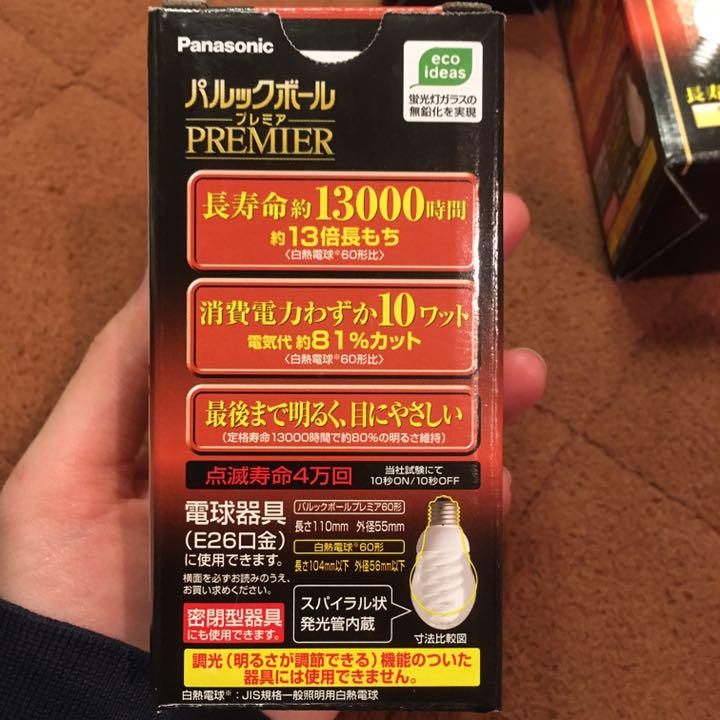 Panasonic
eco
ideas
蛍光灯ガラスの
無鉛化を実現
パルックボール
プレミア
PREMIER
長寿命約13000時間
約13倍長もち
〈白熱電球※60形比〉
消費電力わずか10ワット
電気代 約81%カット
〈白熱電球※60形比〉
最後まで明るく、目にやさしい
(定格寿命13000時間で約80%の明るさ維持)
点滅寿命4万回
当社試験にて
10秒ON/10秒OFF
電球器具
(E26口金)
に使用できます。
横面を必ずお読みのうえ、
お買い求めください。
密閉型器具
にも使用できます。
パルックボールプレミア60形
長さ110mm 外径55mm
白熱電球※60形
長さ104mm以下 外径56mm以下
スパイラル状
発光管内蔵
寸法比較図
調光(明るさが調節できる)機能のついた
器具には使用できません。
白熱電球※:JIS規格一般照明用白熱電球
長寿